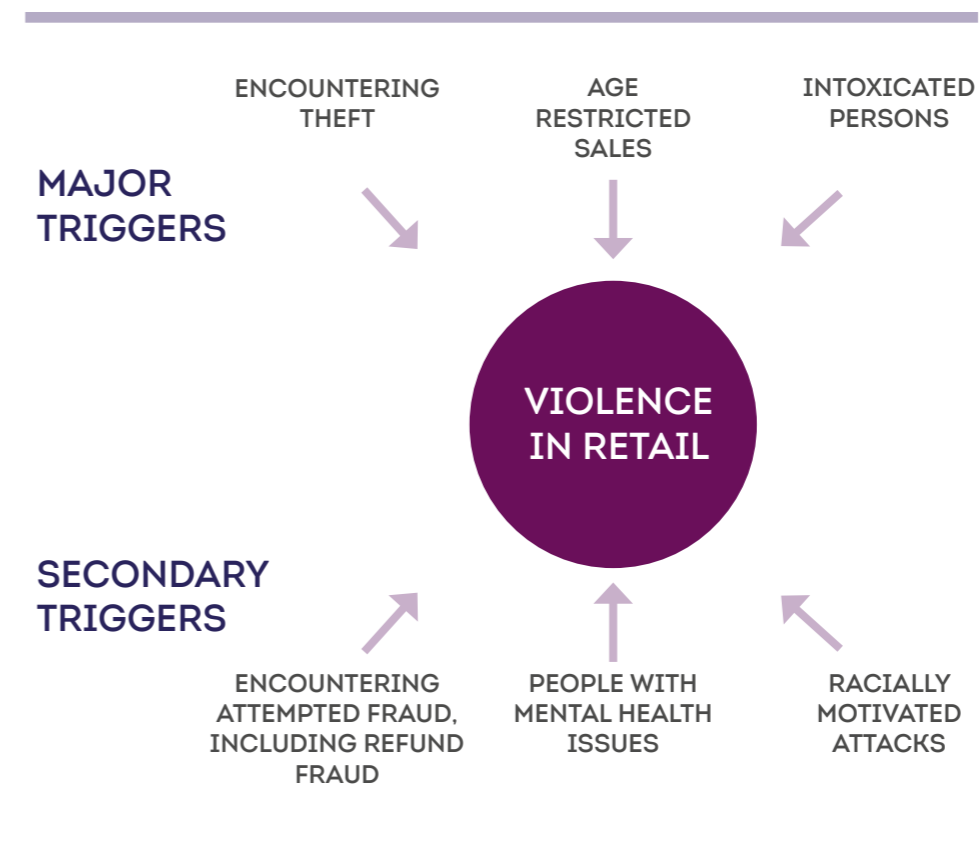 ENCOUNTERING
THEFT
AGE
RESTRICTED
SALES
INTOXICATED
PERSONS
MAJOR
TRIGGERS
VIOLENCE
IN RETAIL
SECONDARY
TRIGGERS
ENCOUNTERING
ATTEMPTED FRAUD,
INCLUDING REFUND
FRAUD
PEOPLE WITH
MENTAL HEALTH
ISSUES
RACIALLY
MOTIVATED
ATTACKS